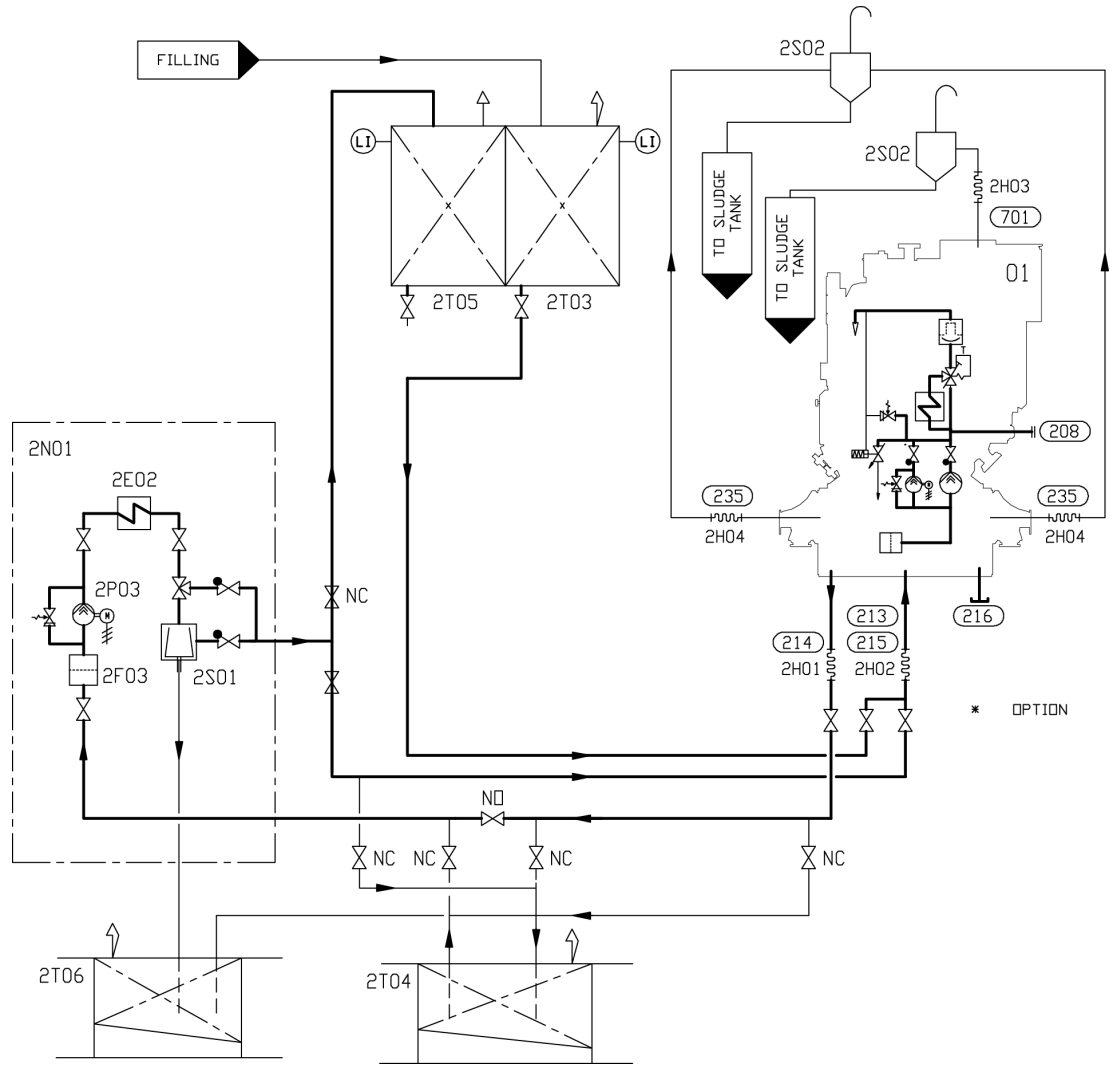 FILLING
2S02
LI
LI
2S02
TO SLUDGE
TANK
TO SLUDGE
TANK
2H03
701
01
2T05
2T03
T
208
2N01
2E02
235
235
2H04
2H04
2P03
M
NC
213
216
214
215
2F03
2S01
2H01
2H02
* OPTION
NO
NC
NC
NC
NC
2T06
2T04